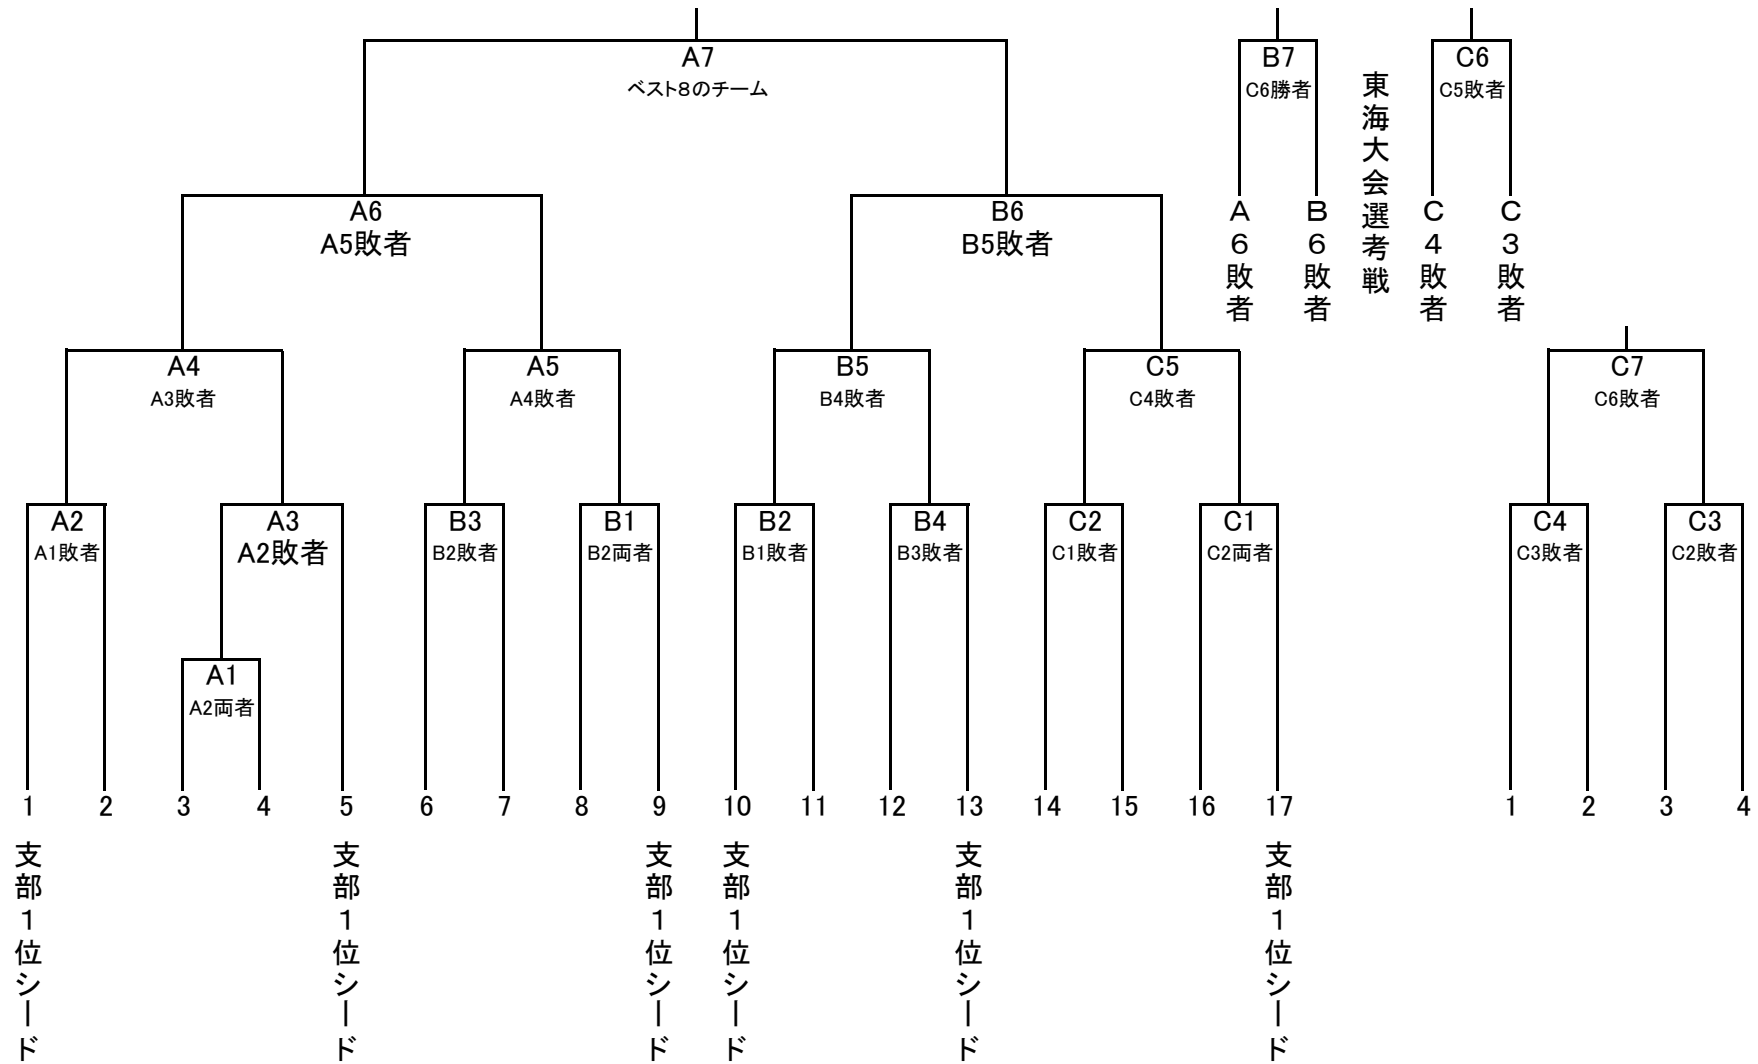 A7
ベスト8のチーム
B7
C6勝者
C6
C5敗者
東海大会選考戦
A6
A5敗者
B6
B5敗者
A6敗者
B6敗者
C4敗者
C3敗者
A4
A3敗者
A5
A4敗者
B5
B4敗者
C5
C4敗者
C7
C6敗者
A2
A1敗者
A3
A2敗者
B3
B2敗者
B1
B2両者
B2
B1敗者
B4
B3敗者
C2
C1敗者
C1
C2両者
C4
C3敗者
C3
C2敗者
A1
A2両者
1 2 3 4 5 6 7 8 9 10 11 12 13 14 15 16 17 1 2 3 4
支部1位シード
支部1位シード
支部1位シード
支部1位シード
支部1位シード
支部1位シード